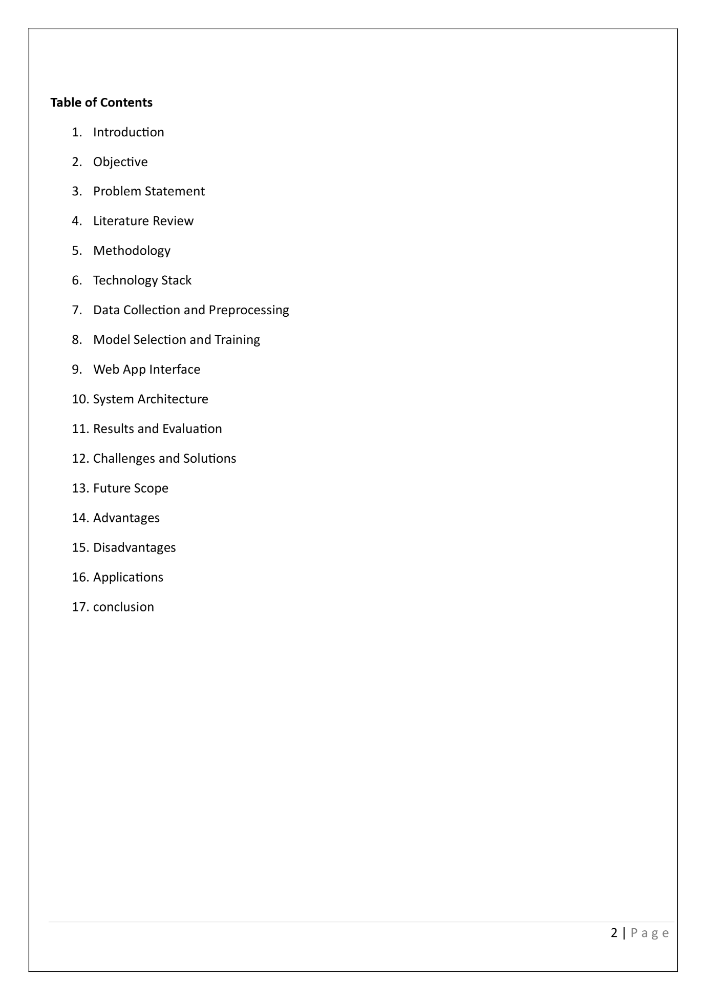 Table of Contents
1. Introduction
2. Objective
3. Problem Statement
4. Literature Review
5. Methodology
6. Technology Stack
7. Data Collection and Preprocessing
8. Model Selection and Training
9. Web App Interface
10. System Architecture
11. Results and Evaluation
12. Challenges and Solutions
13. Future Scope
14. Advantages
15. Disadvantages
16. Applications
17. conclusion
2 | P a g e